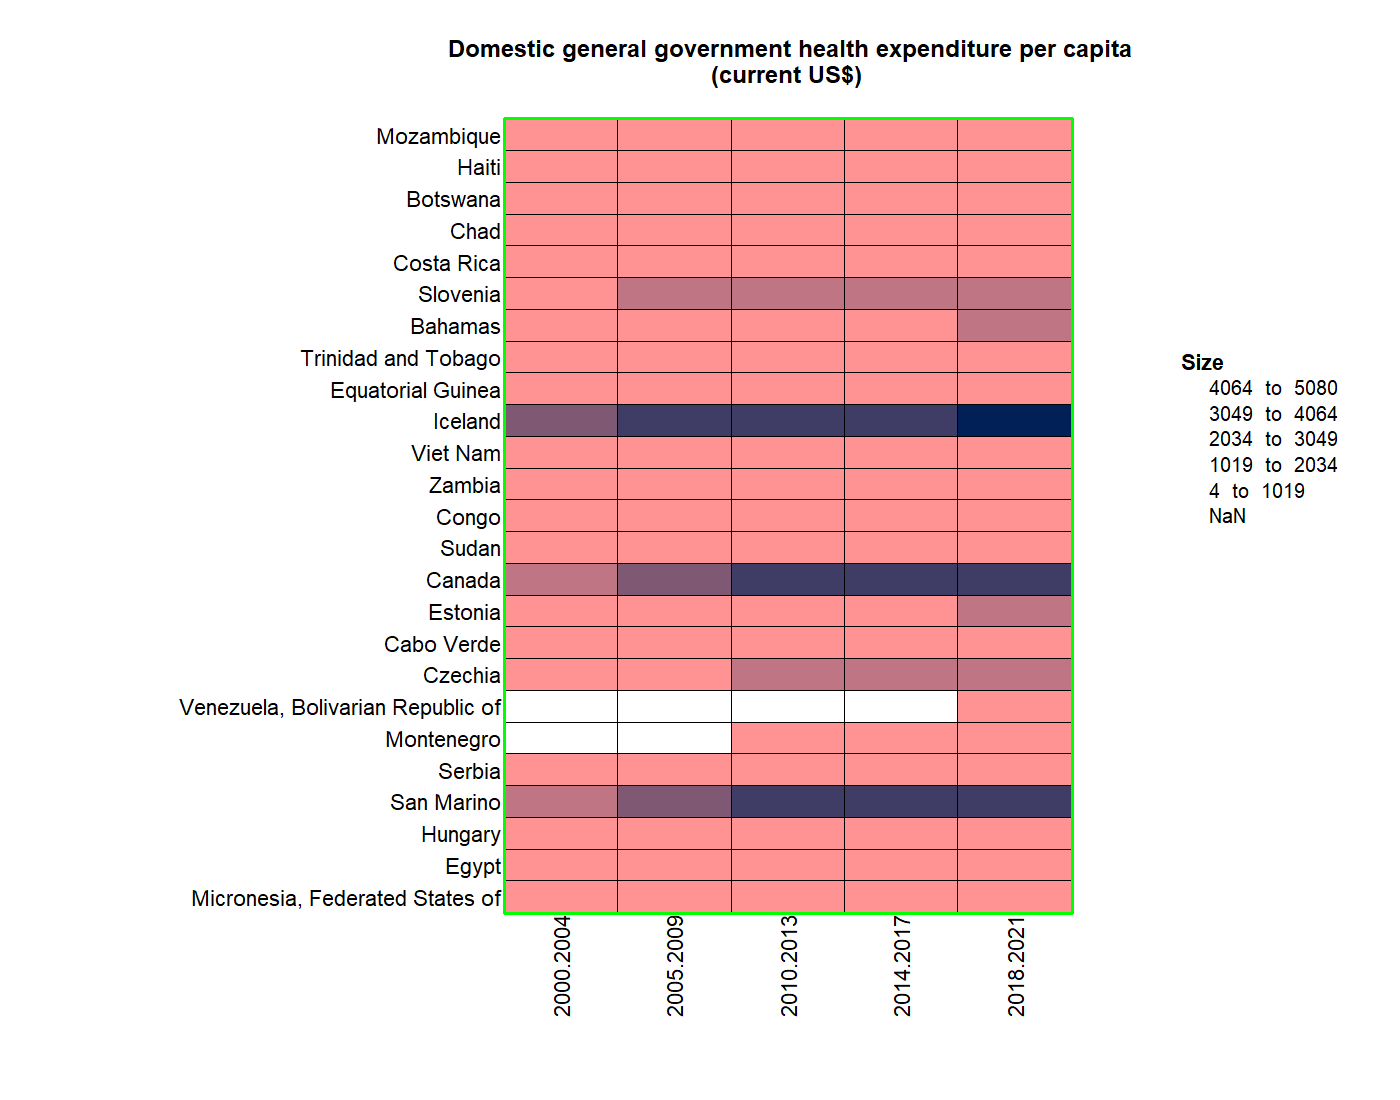 Domestic general government health expenditure per capita
(current US$)
Mozambique
Haiti
Botswana
Chad
Costa Rica
Slovenia
Bahamas
Trinidad and Tobago
Equatorial Guinea
Iceland
Viet Nam
Zambia
Congo
Sudan
Canada
Estonia
Cabo Verde
Czechia
Venezuela, Bolivarian Republic of
Montenegro
Serbia
San Marino
Hungary
Egypt
Micronesia, Federated States of
2000.2004
2005.2009
2010.2013
2014.2017
2018.2021
Size
4064 to 5080
3049 to 4064
2034 to 3049
1019 to 2034
4 to 1019
NaN